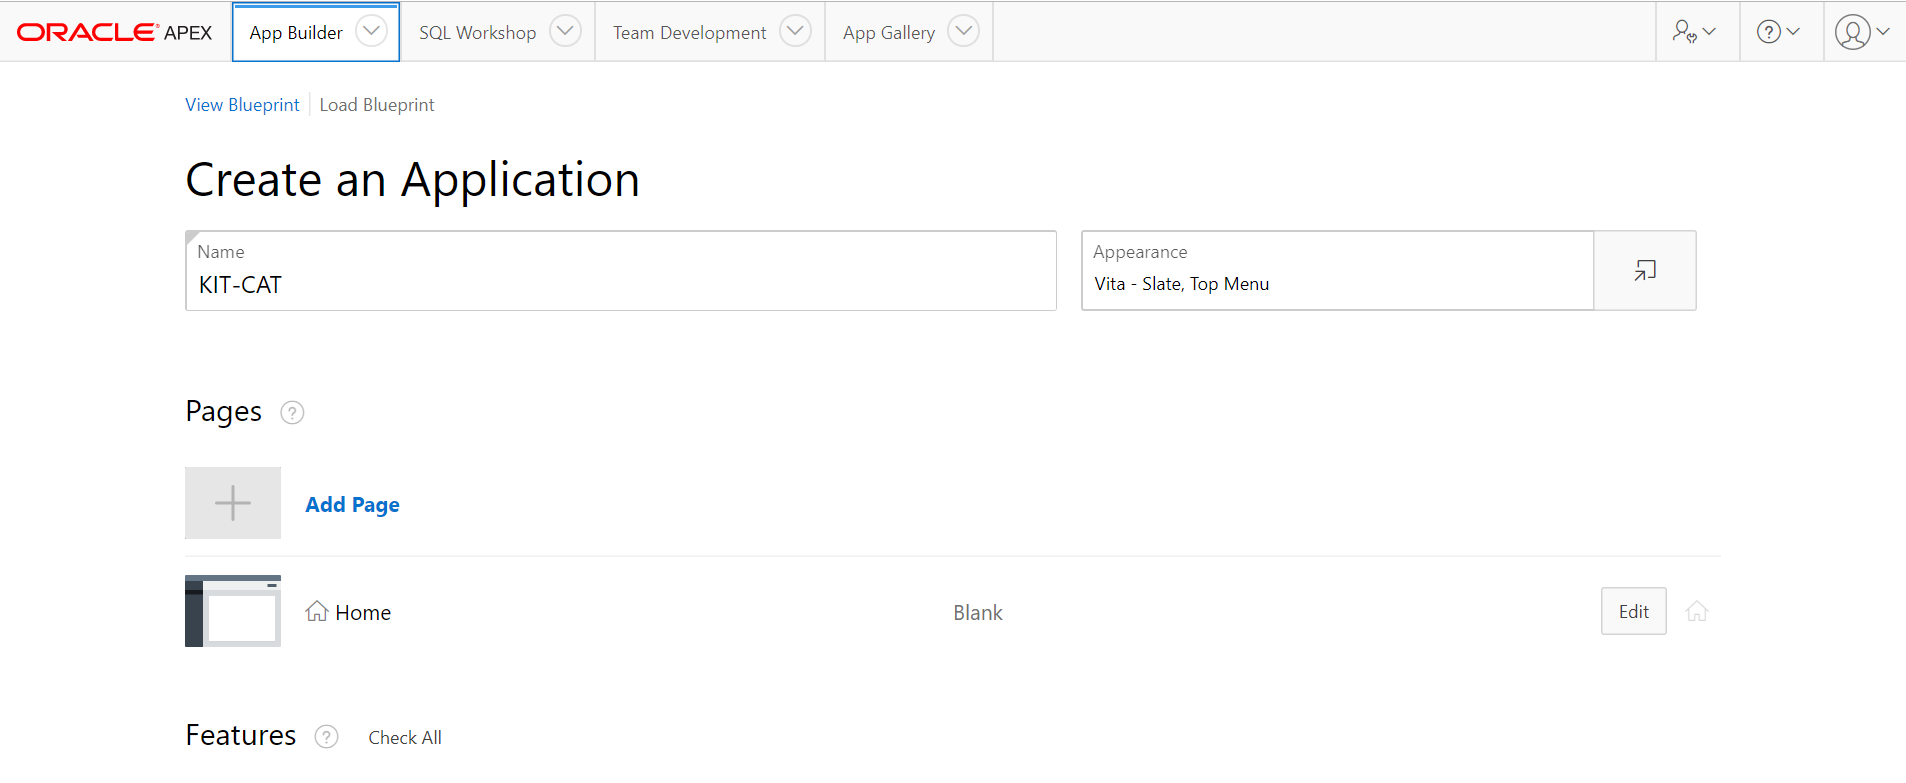 ORACLE APEX App Builder SQL Workshop Team Development App Gallery
View Blueprint Load Blueprint
Create an Application
Name
KIT-CAT
Appearance
Vita - Slate, Top Menu
Pages ?
Add Page
Home Blank Edit
Features ? Check All